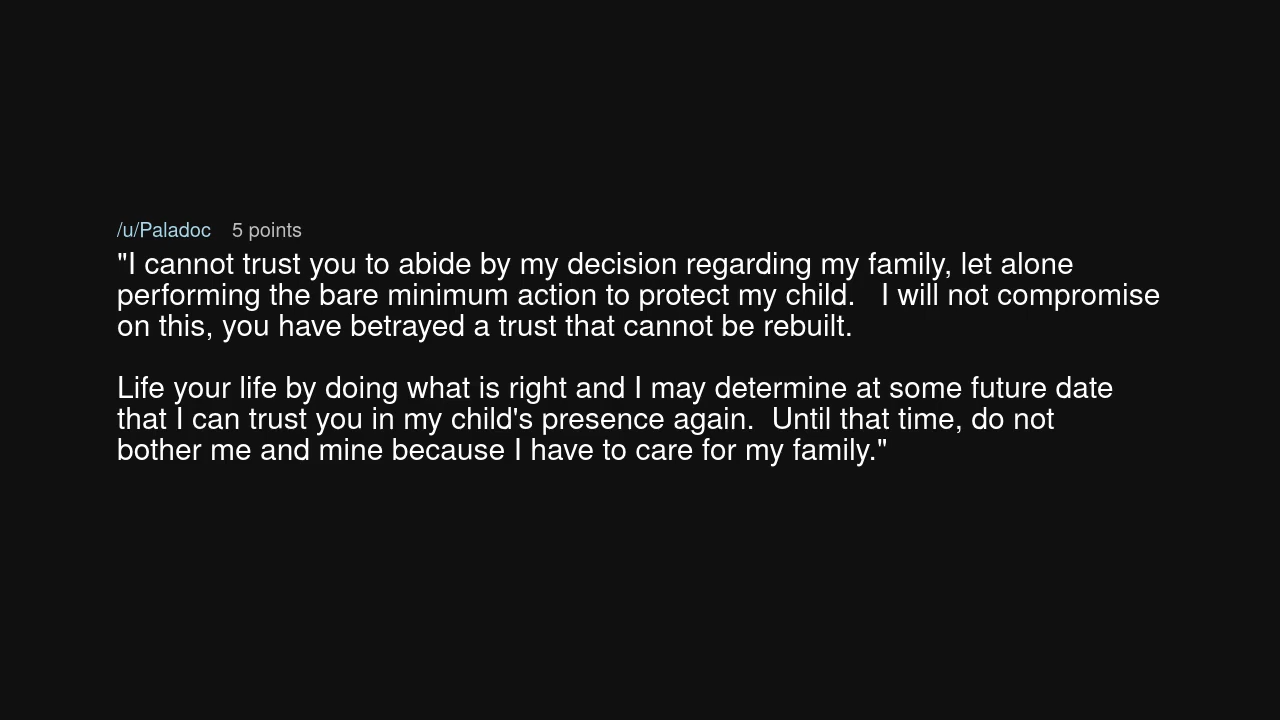 /u/Paladoc 5 points
"I cannot trust you to abide by my decision regarding my family, let alone
performing the bare minimum action to protect my child.   I will not compromise
on this, you have betrayed a trust that cannot be rebuilt.
Life your life by doing what is right and I may determine at some future date
that I can trust you in my child's presence again.  Until that time, do not
bother me and mine because I have to care for my family."